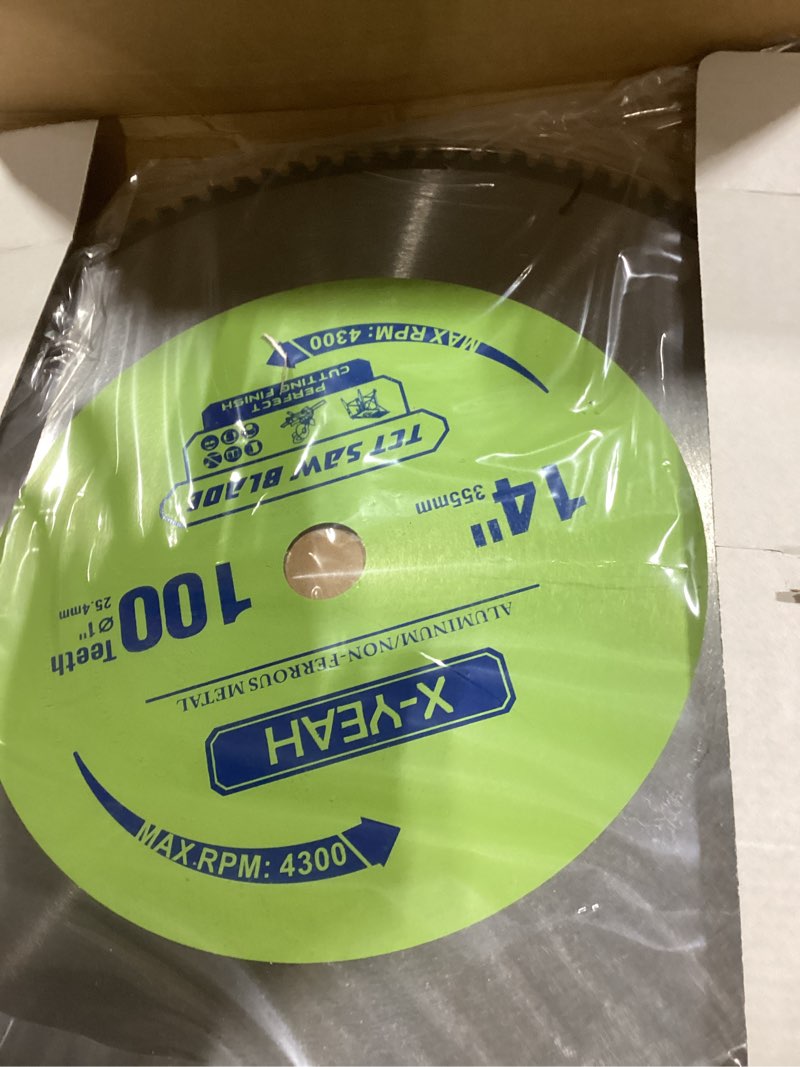 X-YEAH
ALUMINUM/NON-FERROUS METAL
14"
355mm
100
Teeth
Ø1"
25.4mm
TCT SAW BLADE
PERFECT
CUTTING FINISH
MAX RPM: 4300
MAX.RPM: 4300